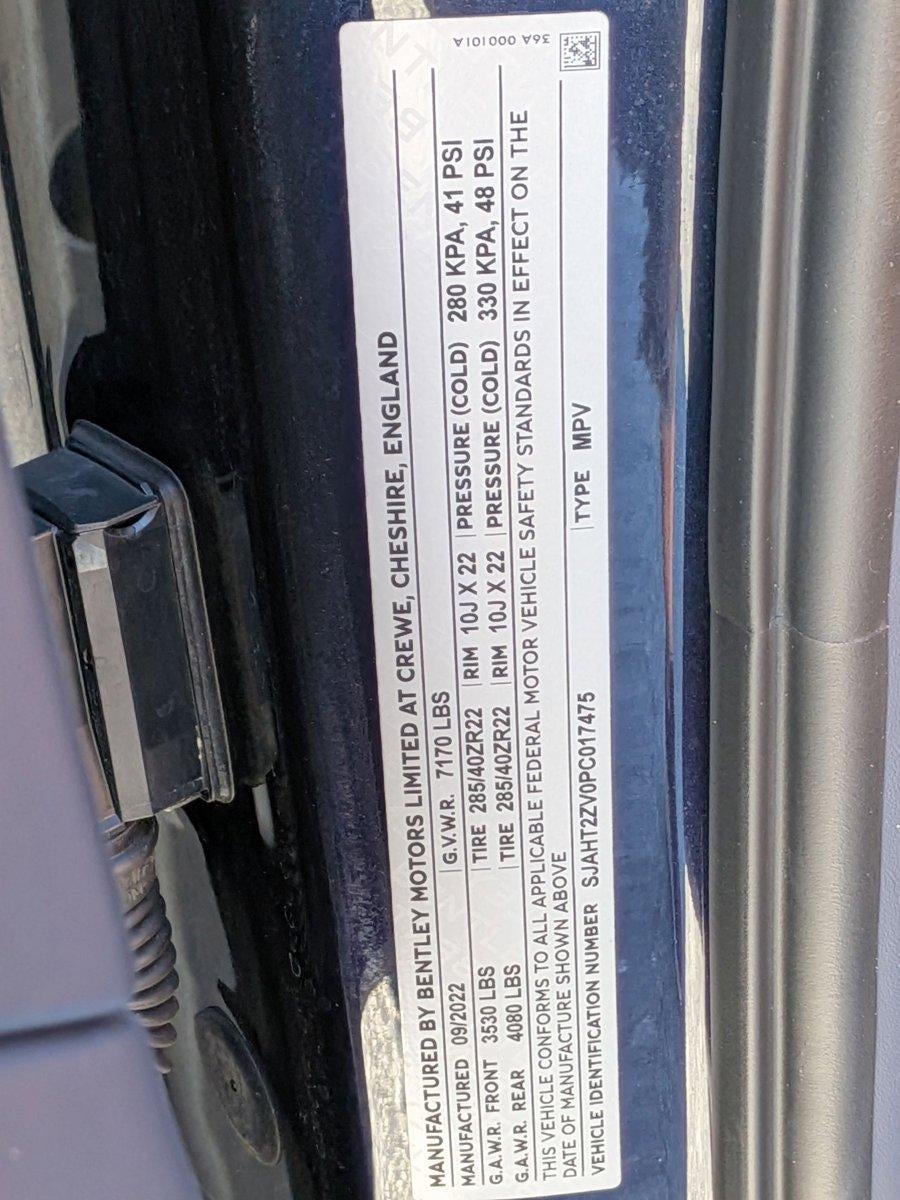 MANUFACTURED BY BENTLEY MOTORS LIMITED AT CREWE, CHESHIRE, ENGLAND
MANUFACTURED 09/2022 G.V.W.R. 7170 LBS
G.A.W.R. FRONT 3530 LBS TIRE 285/40ZR22 RIM 10J X 22 PRESSURE (COLD) 280 KPA, 41 PSI
G.A.W.R. REAR 4080 LBS TIRE 285/40ZR22 RIM 10J X 22 PRESSURE (COLD) 330 KPA, 48 PSI
THIS VEHICLE CONFORMS TO ALL APPLICABLE FEDERAL MOTOR VEHICLE SAFETY STANDARDS IN EFFECT ON THE
DATE OF MANUFACTURE SHOWN ABOVE
VEHICLE IDENTIFICATION NUMBER SJAHT2ZV0PC017475 TYPE MPV
36A 000101A